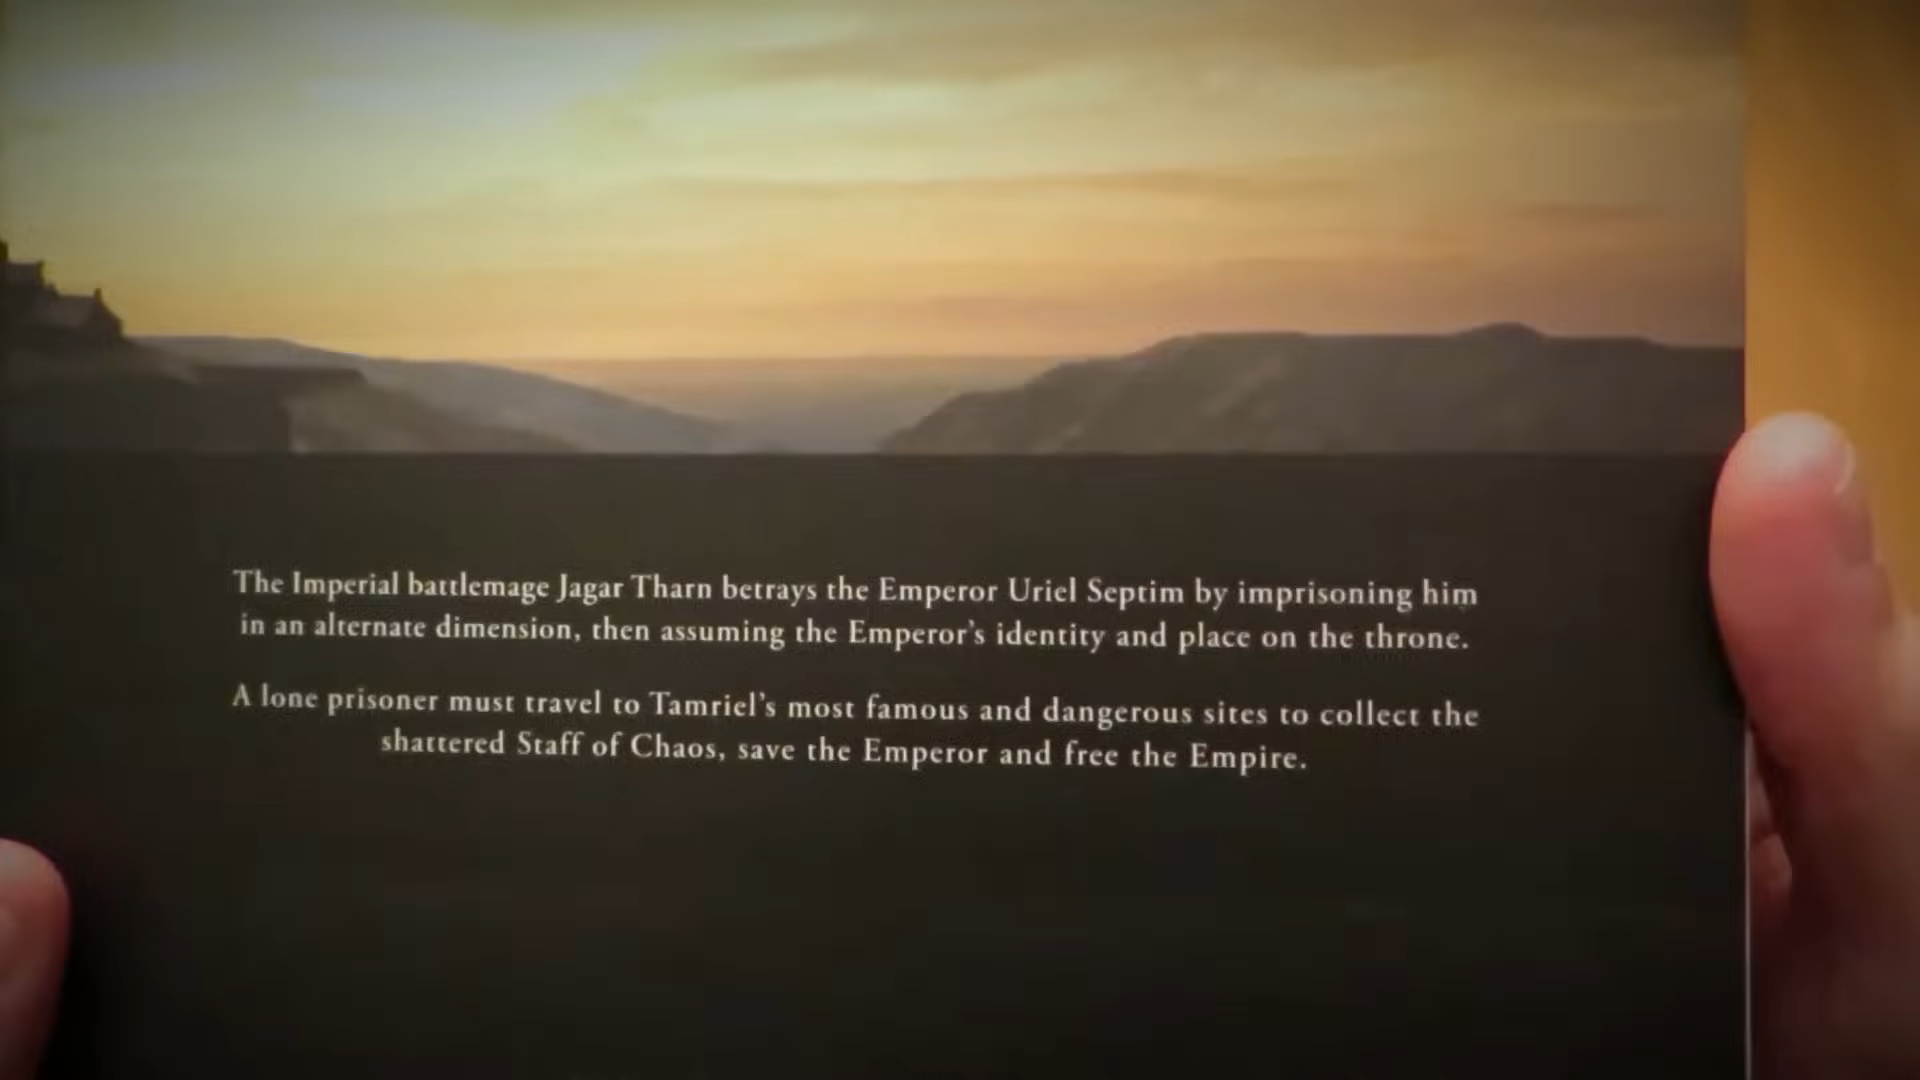 The Imperial battlemage Jagar Tharn betrays the Emperor Uriel Septim by imprisoning him
in an alternate dimension, then assuming the Emperor's identity and place on the throne.
A lone prisoner must travel to Tamriel's most famous and dangerous sites to collect the
shattered Staff of Chaos, save the Emperor and free the Empire.